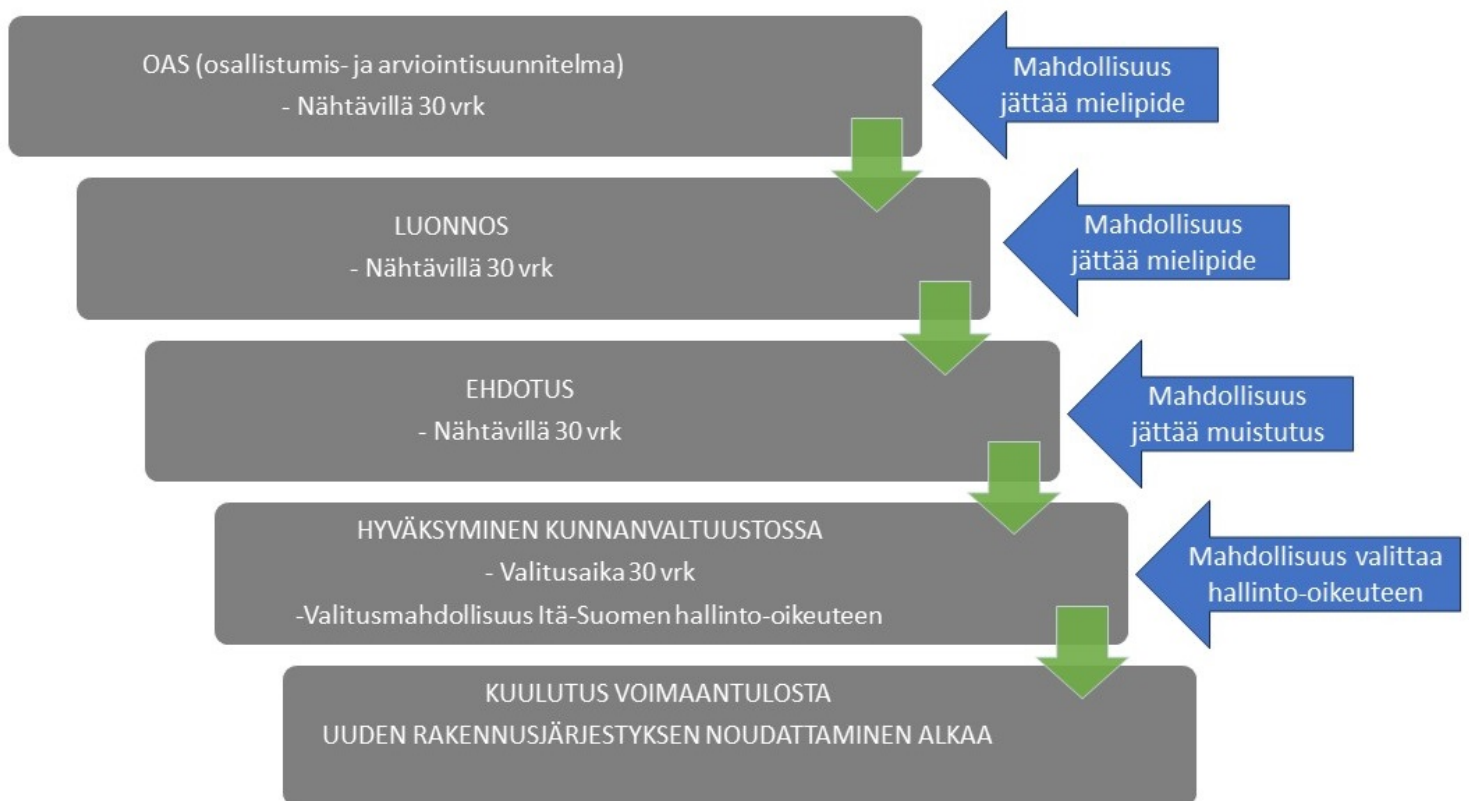 OAS (osallistumis- ja arviointisuunnitelma)
- Nähtävillä 30 vrk
Mahdollisuus
jättää mielipide
LUONNOS
- Nähtävillä 30 vrk
Mahdollisuus
jättää mielipide
EHDOTUS
- Nähtävillä 30 vrk
Mahdollisuus
jättää muistutus
HYVÄKSYMINEN KUNNANVALTUUSTOSSA
- Valitusaika 30 vrk
-Valitusmahdollisuus Itä-Suomen hallinto-oikeuteen
Mahdollisuus valittaa
hallinto-oikeuteen
KUULUTUS VOIMAANTULOSTA
UUDEN RAKENNUSJÄRJESTYKSEN NOUDATTAMINEN ALKAA